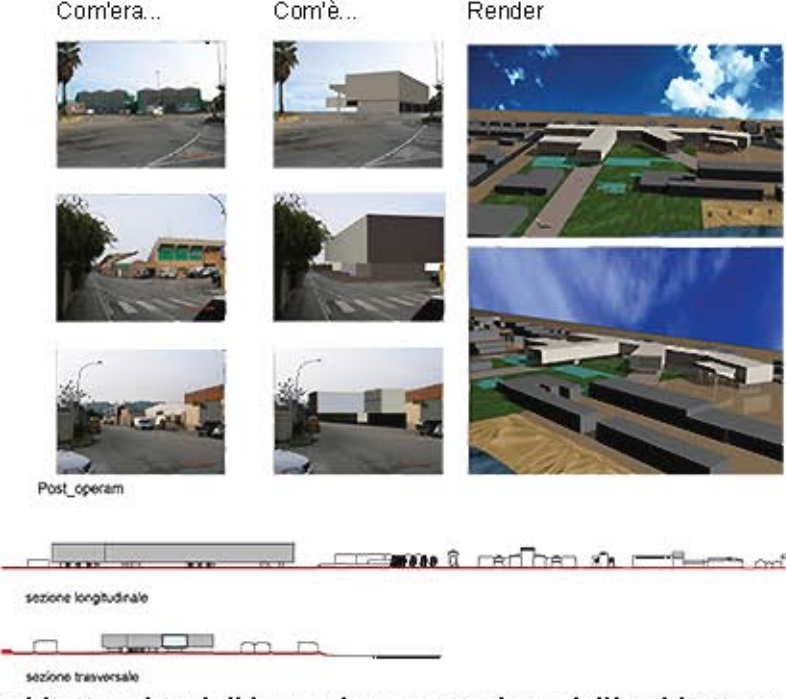 Com'era...
Com'è...
Render
Post_operam
sezione longitudinale
sezione trasversale